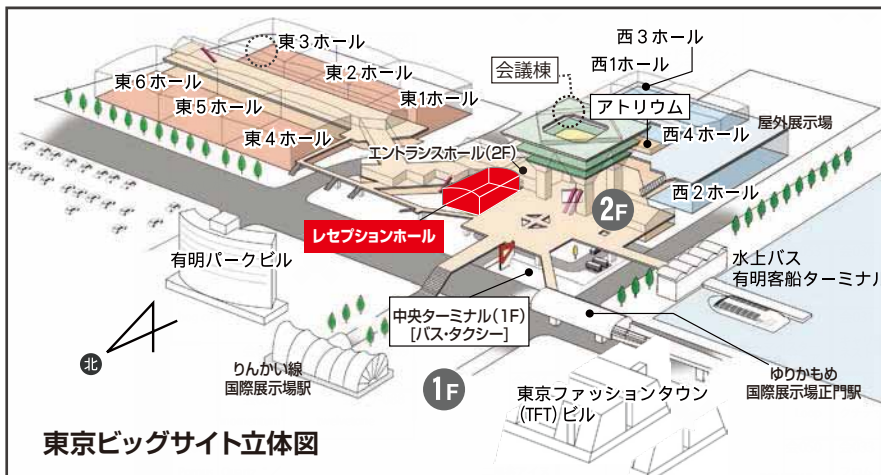 東3ホール
東2ホール
東6ホール
東5ホール
東1ホール
東4ホール
西3ホール
西1ホール
会議棟
アトリウム
西4ホール
屋外展示場
エントランスホール(2F)
西2ホール
2F
レセプションホール
有明パークビル
水上バス
有明客船ターミナル
中央ターミナル(1F)
[バス・タクシー]
北
りんかい線
国際展示場駅
1F
東京ファッションタウン
(TFT)ビル
ゆりかもめ
国際展示場正門駅
東京ビッグサイト立体図